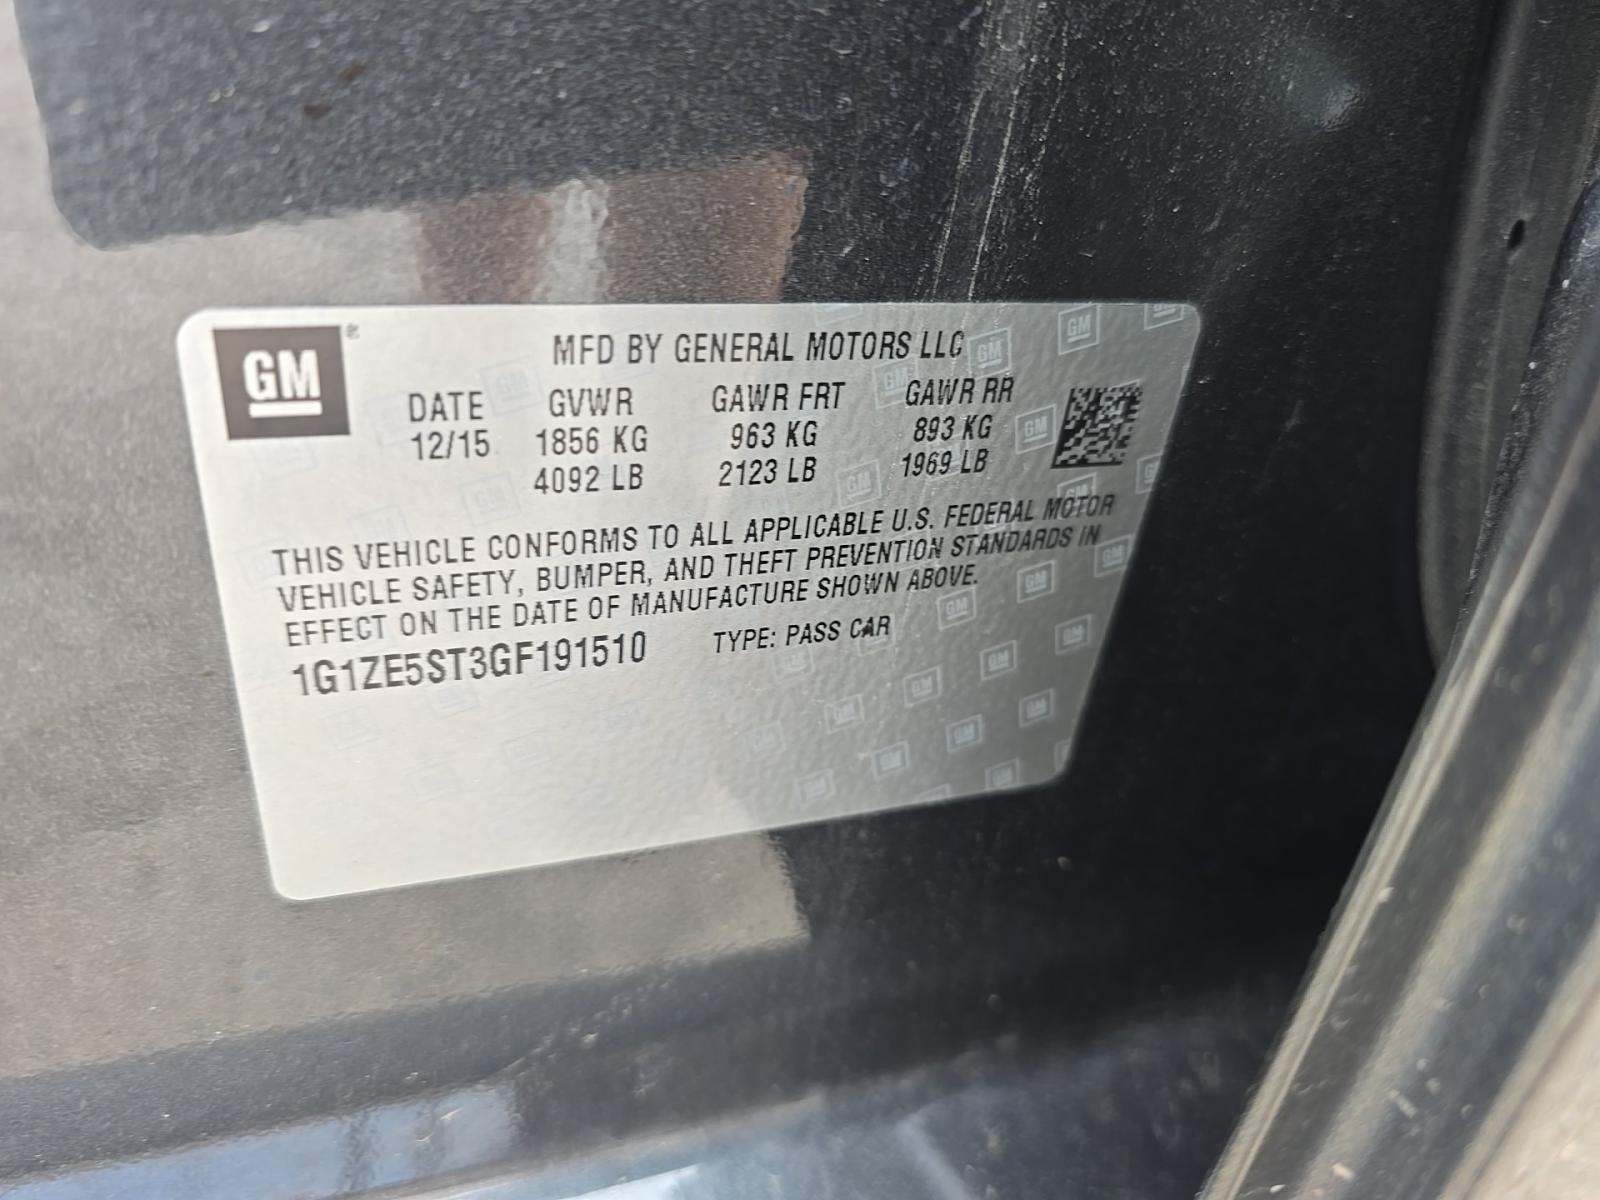 GM
MFD BY GENERAL MOTORS LLC
DATE GVWR GAWR FRT GAWR RR
12/15 1856 KG 963 KG 893 KG
4092 LB 2123 LB 1969 LB
THIS VEHICLE CONFORMS TO ALL APPLICABLE U.S. FEDERAL MOTOR
VEHICLE SAFETY, BUMPER, AND THEFT PREVENTION STANDARDS IN
EFFECT ON THE DATE OF MANUFACTURE SHOWN ABOVE.
1G1ZE5ST3GF191510 TYPE: PASS CAR